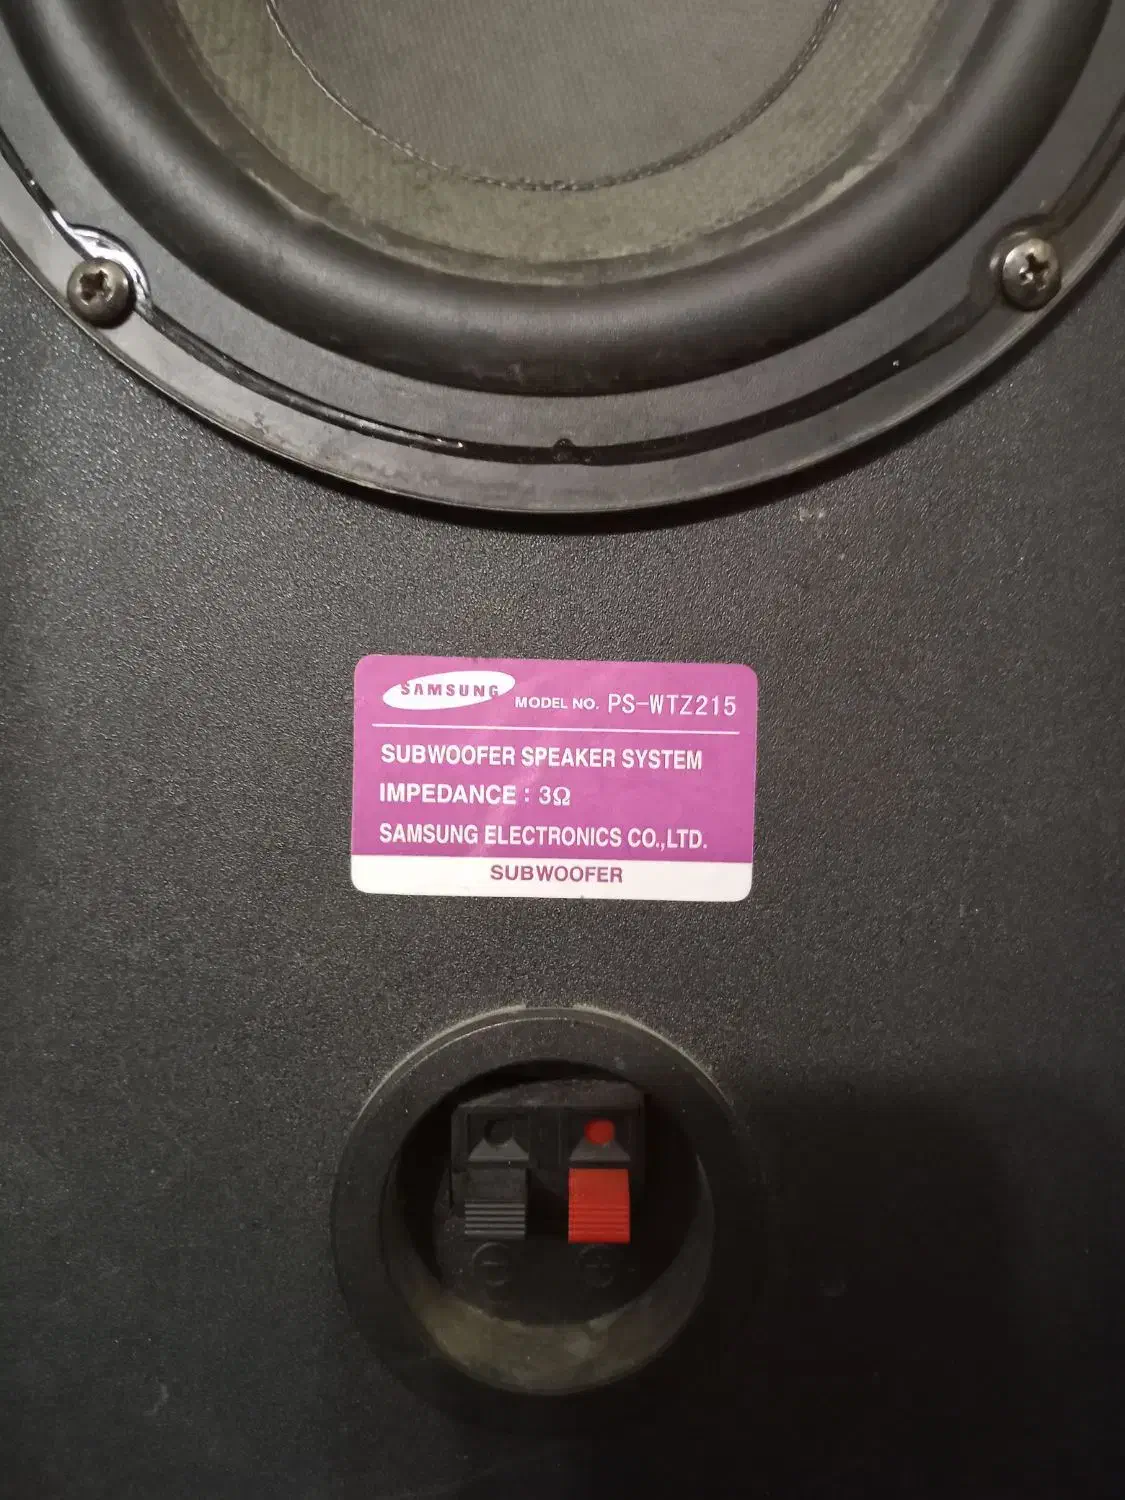 SAMSUNG MODEL NO. PS-WTZ215
SUBWOOFER SPEAKER SYSTEM
IMPEDANCE : 3Ω
SAMSUNG ELECTRONICS CO.,LTD.
SUBWOOFER